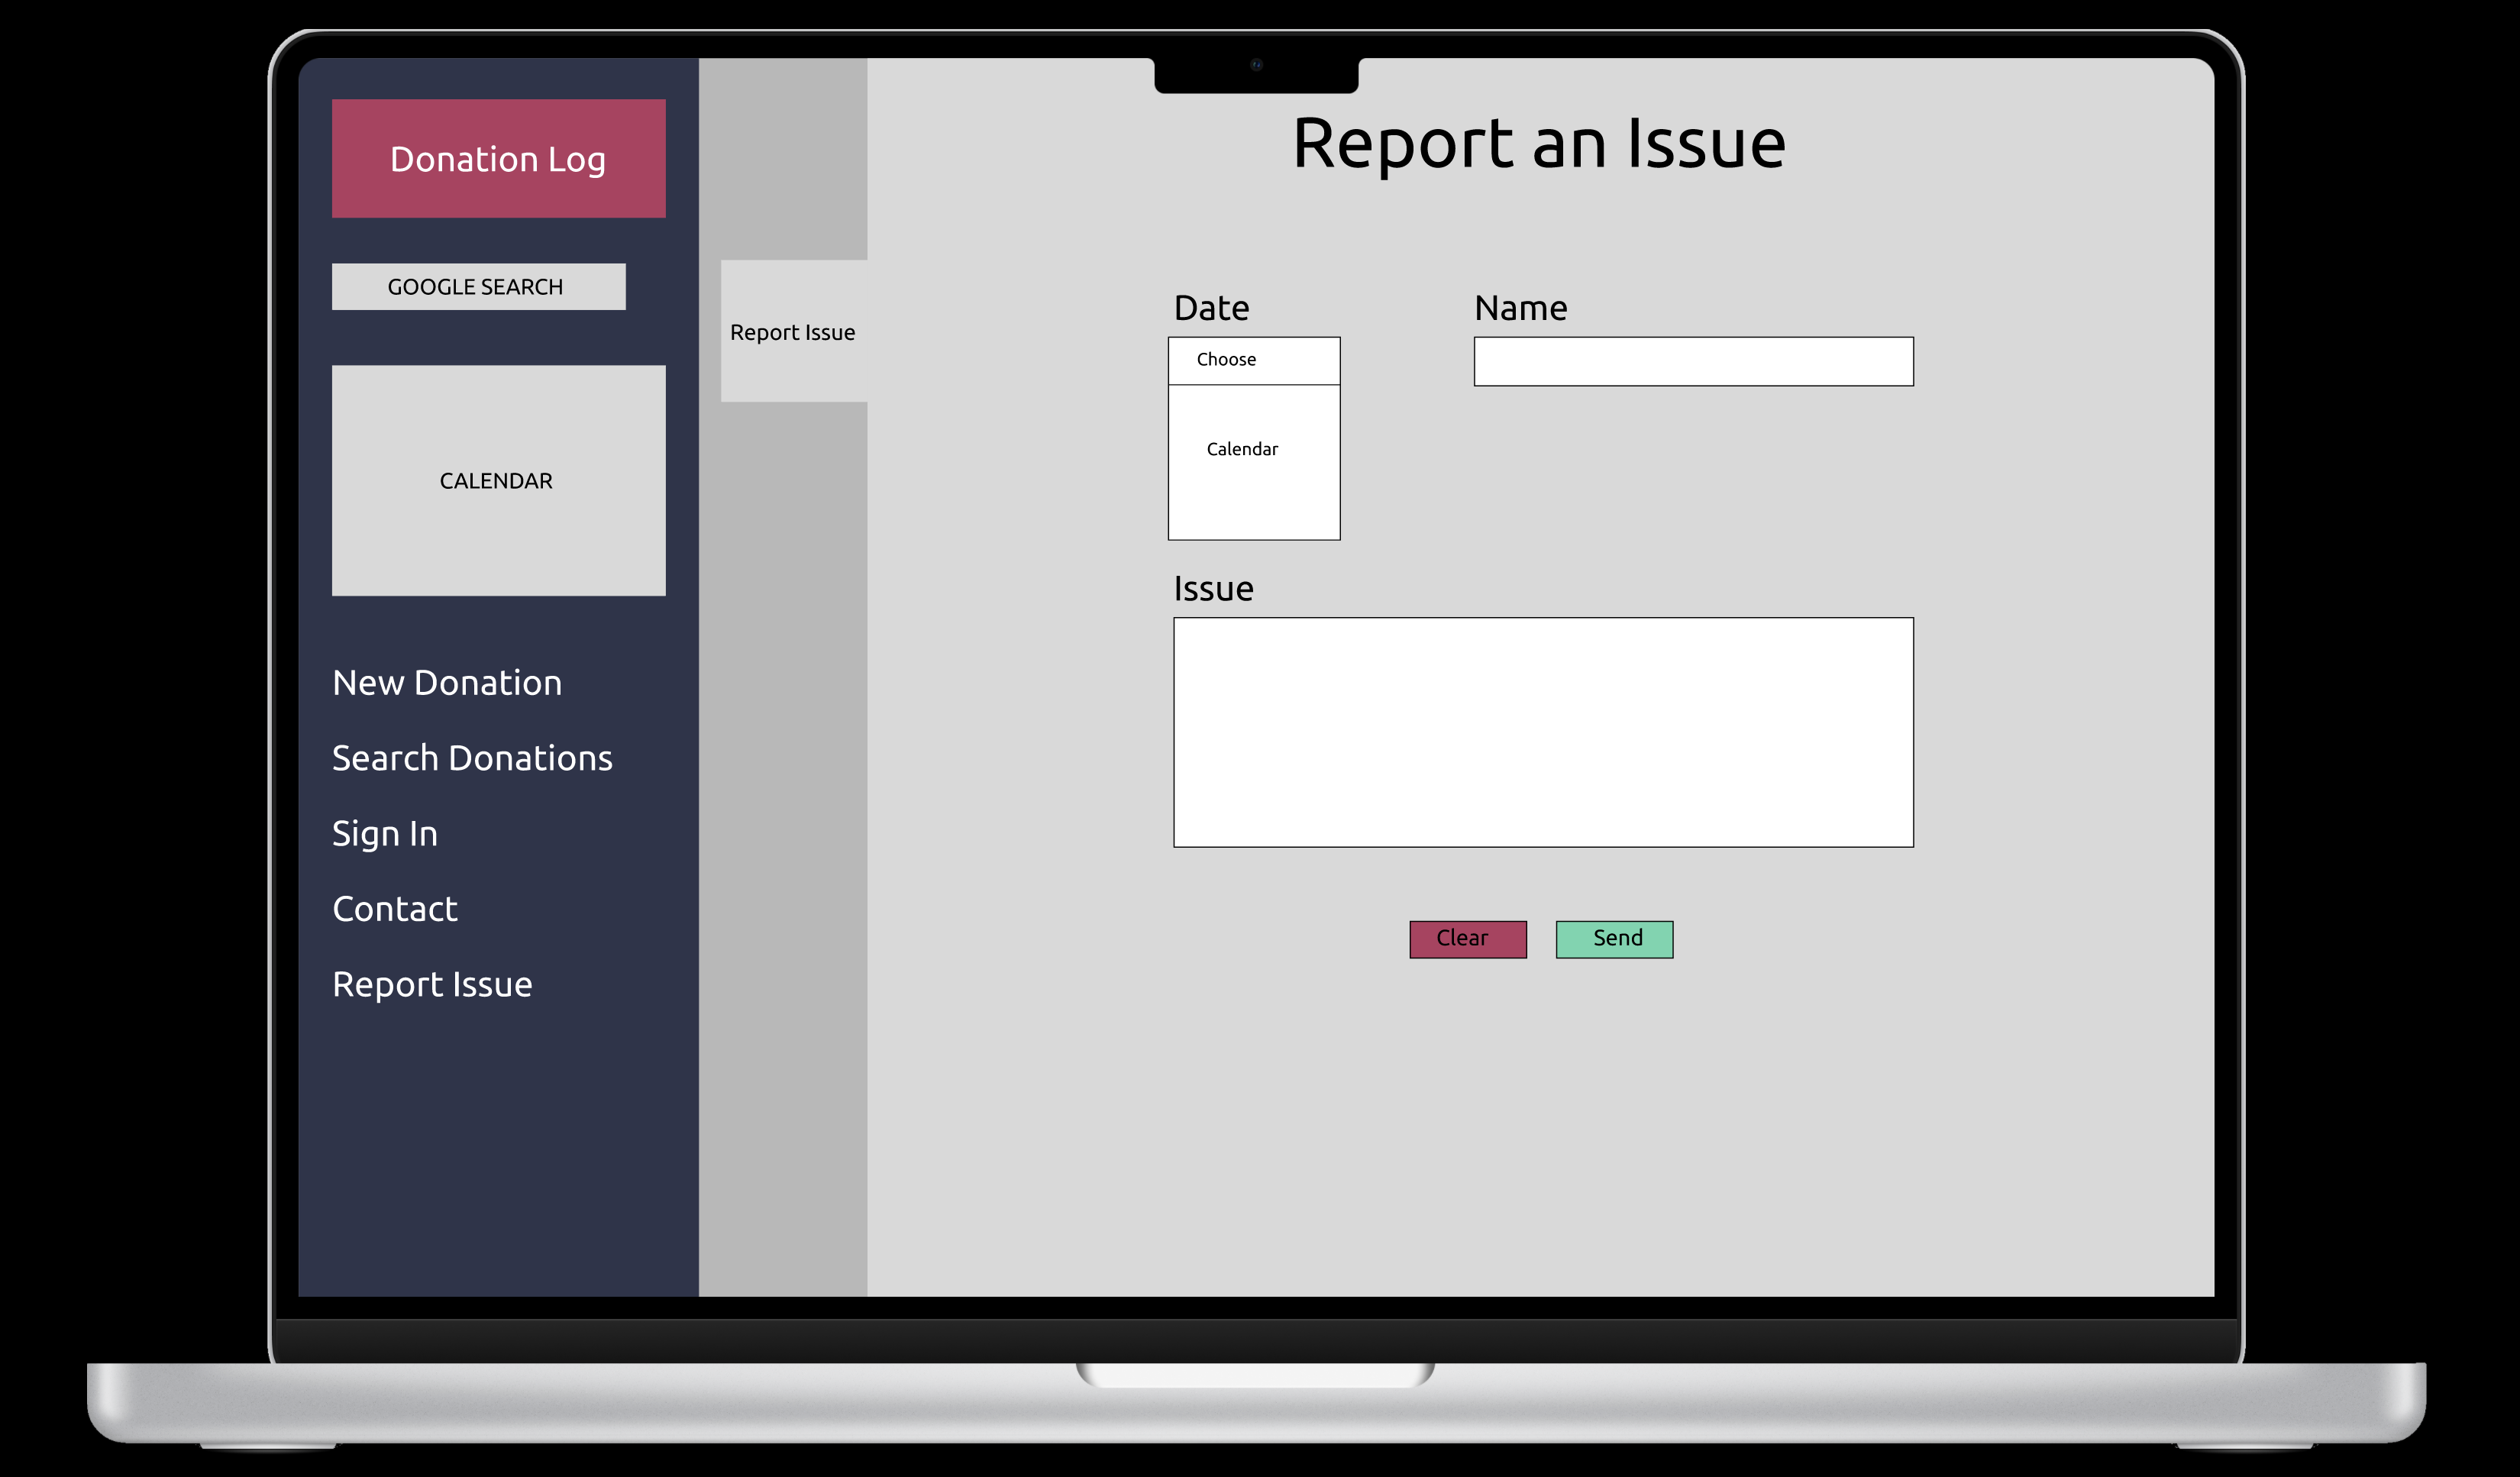 Donation Log
GOOGLE SEARCH
CALENDAR
New Donation
Search Donations
Sign In
Contact
Report Issue
Report Issue
Report an Issue
Date
Name
Choose
Calendar
Issue
Clear
Send